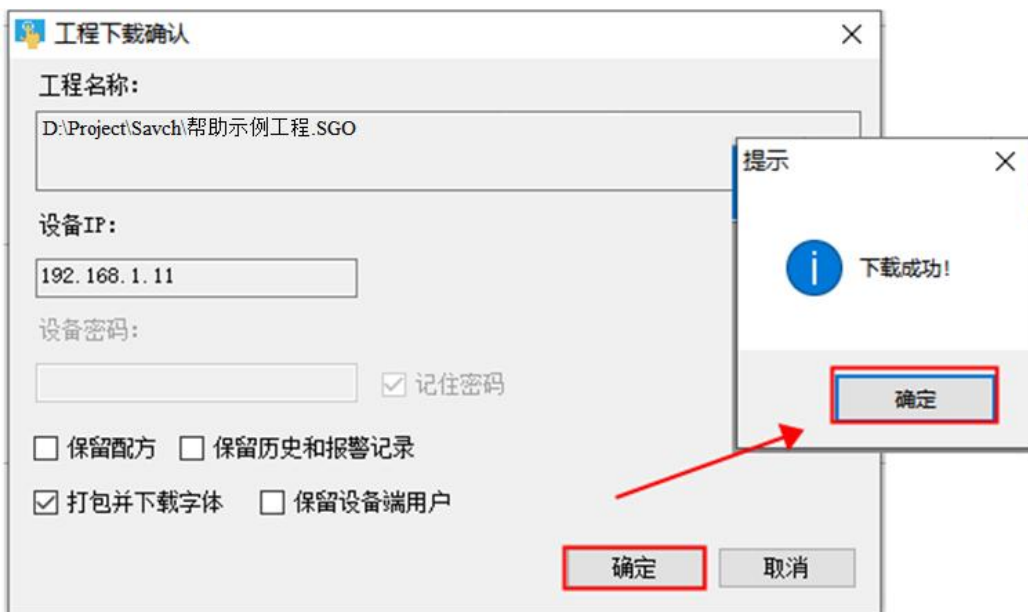 工程下载确认
工程名称:
D:\Project\Savch\帮助示例工程.SGO
设备IP:
192.168.1.11
设备密码:
记住密码
保留配方 保留历史和报警记录
打包并下载字体 保留设备端用户
确定 取消
提示
下载成功!
确定